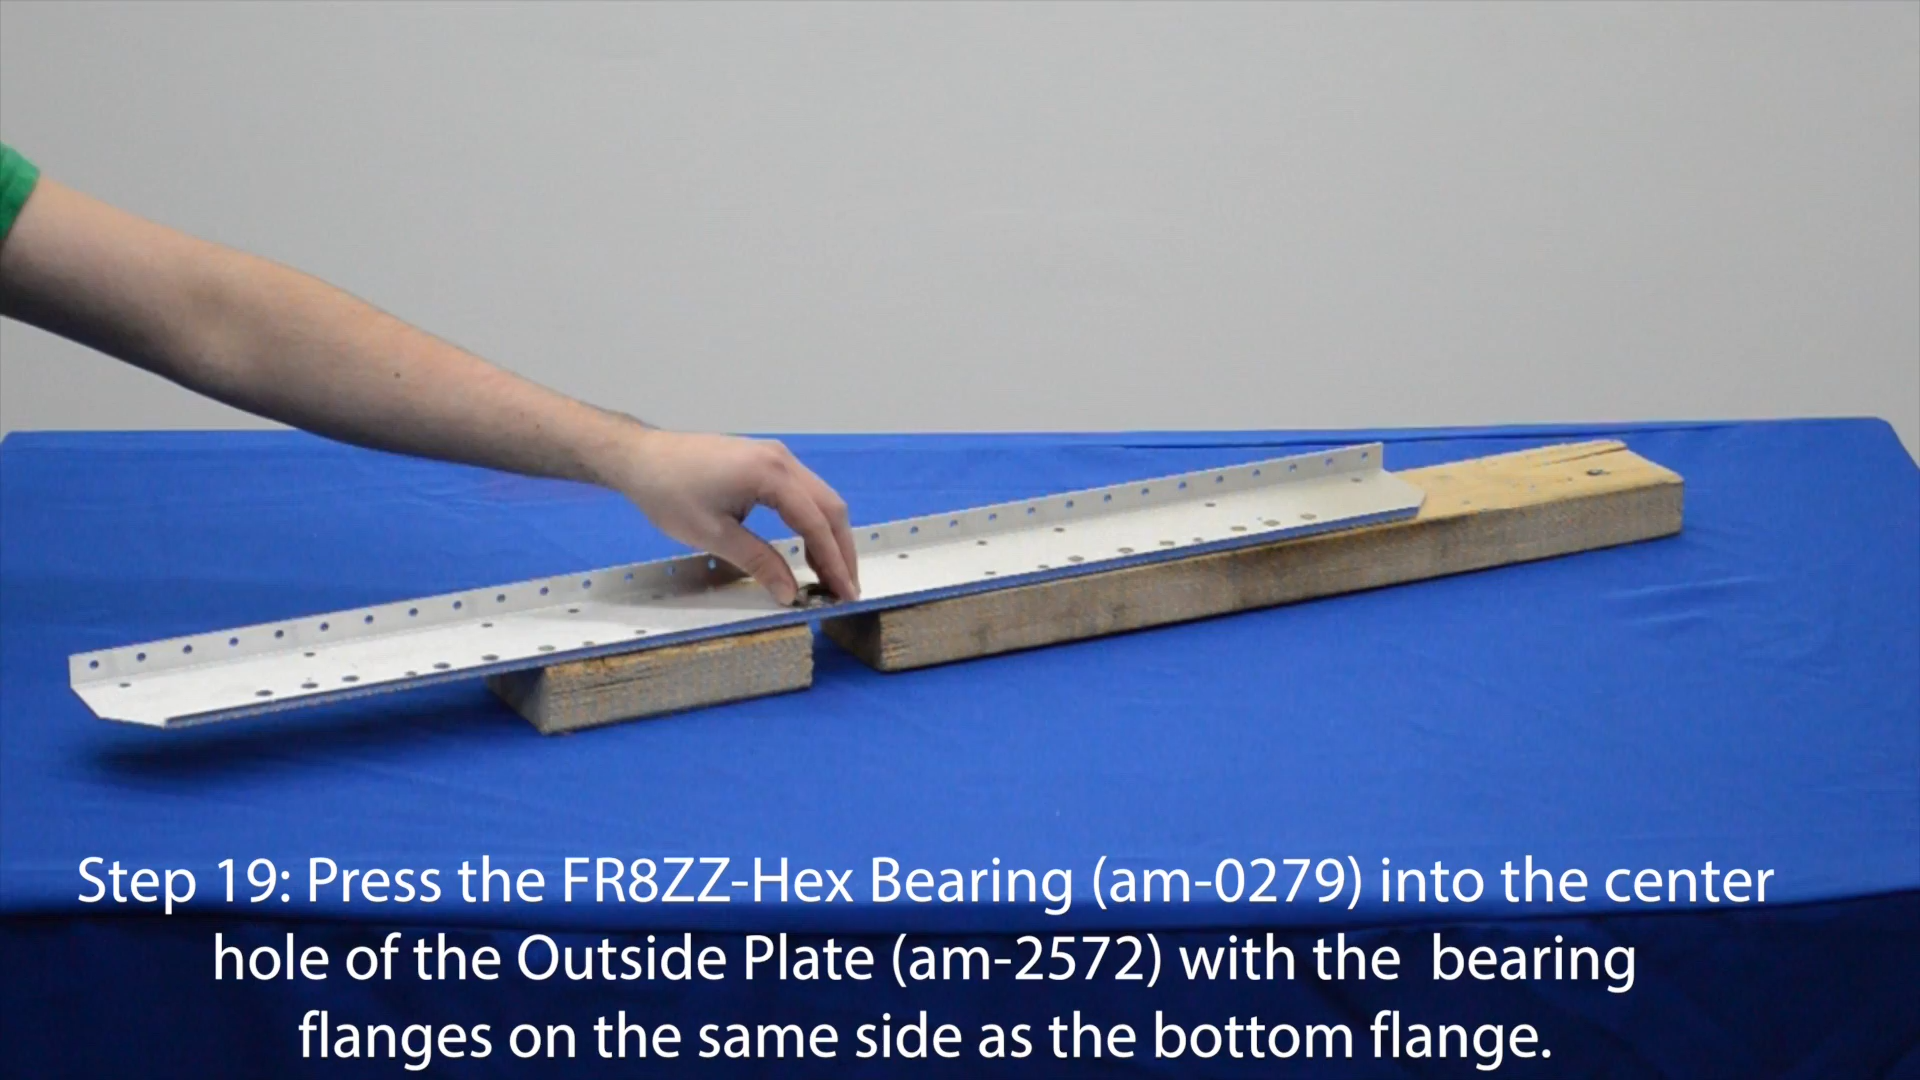 Step 19: Press the FR8ZZ-Hex Bearing (am-0279) into the center
hole of the Outside Plate (am-2572) with the  bearing
flanges on the same side as the bottom flange.